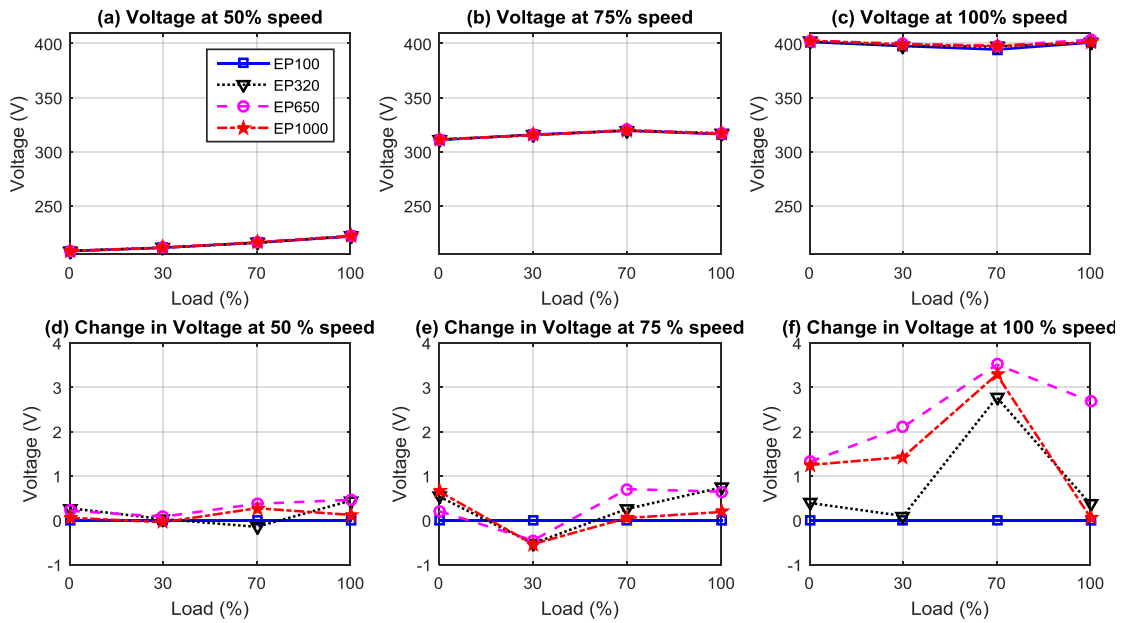 (a) Voltage at 50% speed
400
350
300
250
Voltage (V)
EP100
EP320
EP650
EP1000
0 30 70 100
Load (%)
(b) Voltage at 75% speed
400
350
300
250
Voltage (V)
0 30 70 100
Load (%)
(c) Voltage at 100% speed
400
350
300
250
Voltage (V)
0 30 70 100
Load (%)
(d) Change in Voltage at 50 % speed
4
3
2
1
0
-1
Voltage (V)
0 30 70 100
Load (%)
(e) Change in Voltage at 75 % speed
4
3
2
1
0
-1
Voltage (V)
0 30 70 100
Load (%)
(f) Change in Voltage at 100 % speed
4
3
2
1
0
-1
Voltage (V)
0 30 70 100
Load (%)